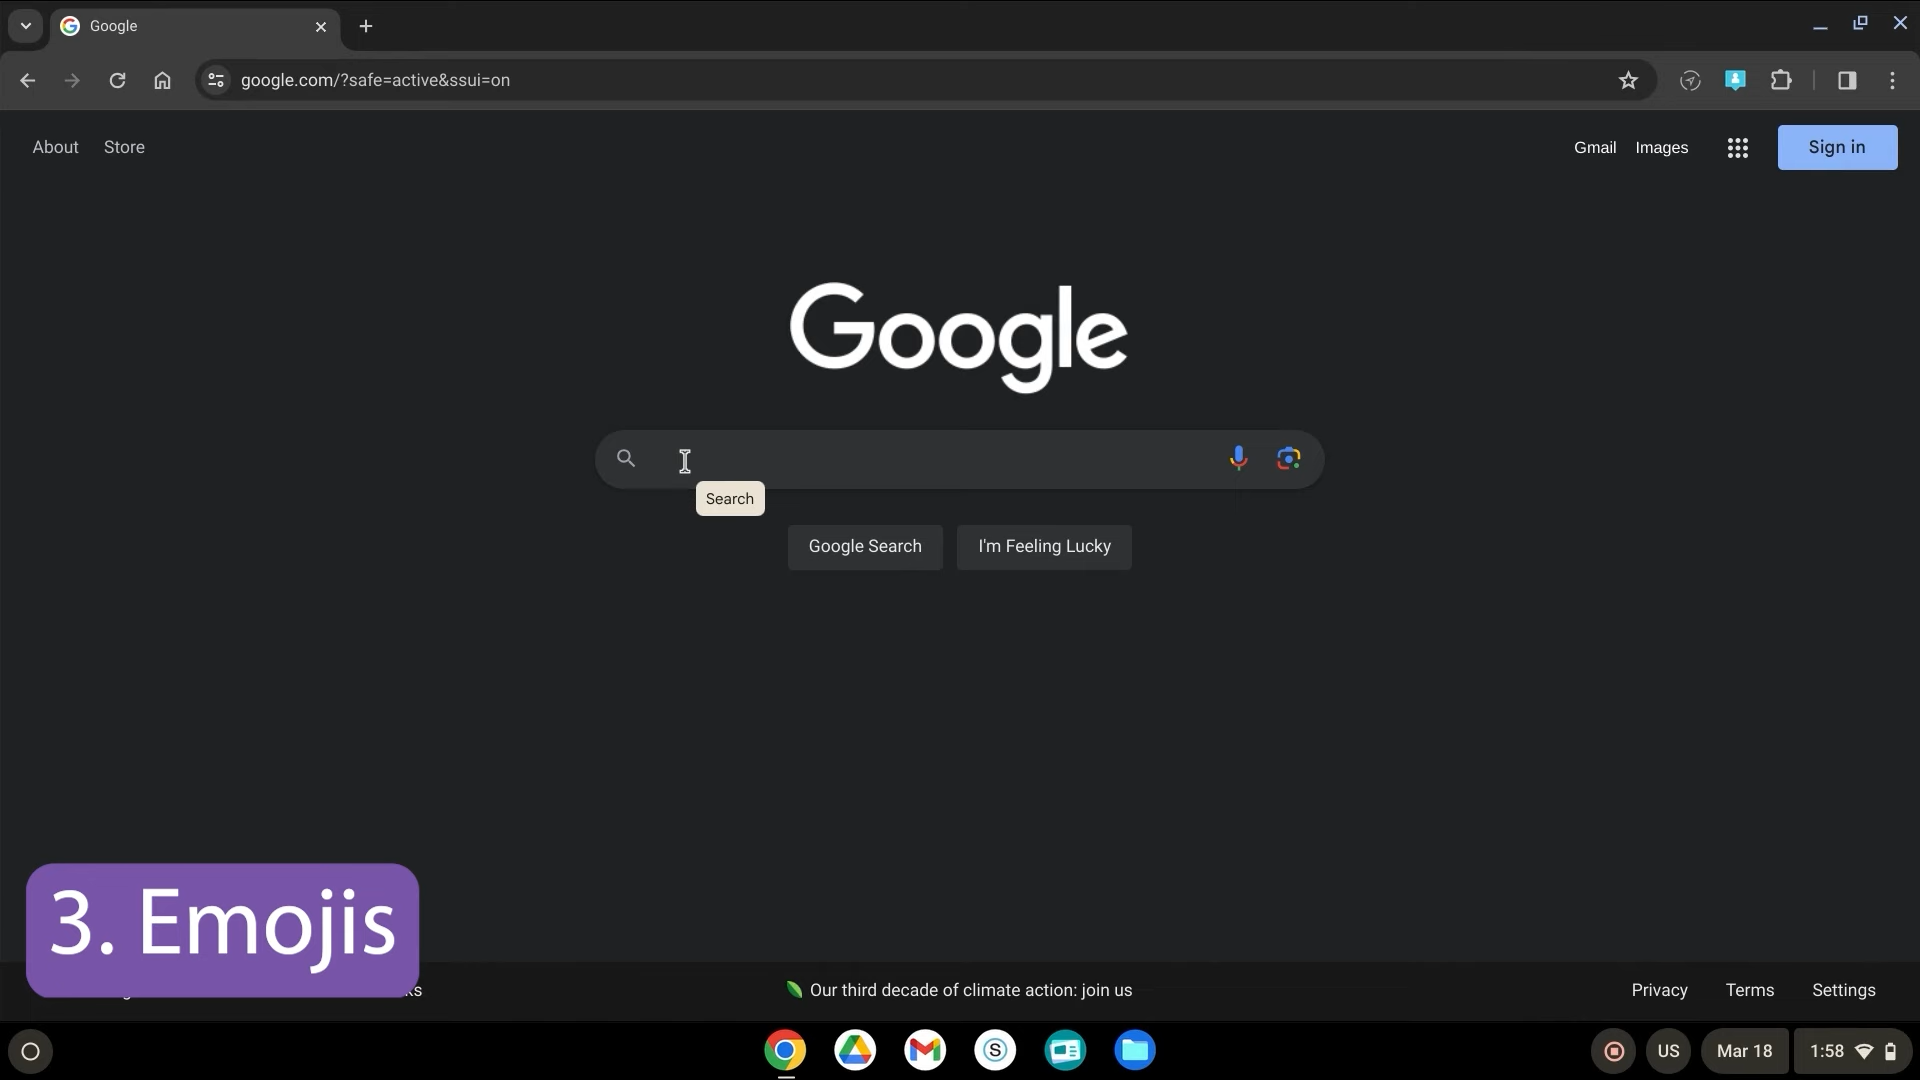 Google
google.com/?safe=active&ssui=on
About Store
Gmail Images Sign in
Google
Search
Google Search I'm Feeling Lucky
3. Emojis
Our third decade of climate action: join us
Privacy Terms Settings
S
US Mar 18 1:58